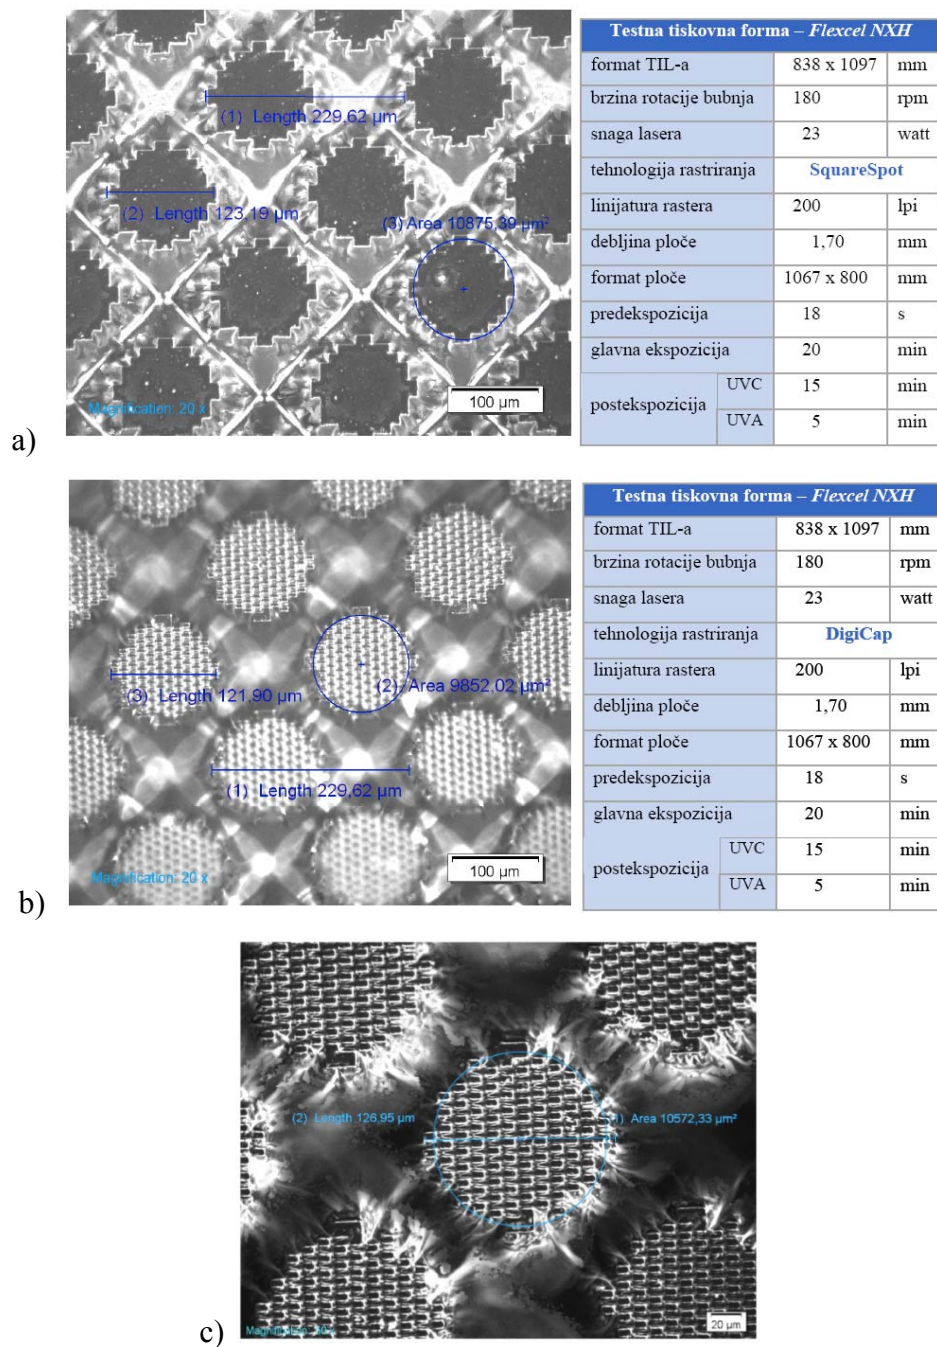 (1) Length 229,62 µm
(2) Length 123,19 µm
(3) Area 10875,39 µm²
Magnification: 20 x
100 µm
Testna tiskovna forma – Flexcel NXH
format TIL-a 838 x 1097 mm
brzina rotacije bubnja 180 rpm
snaga lasera 23 watt
tehnologija rastriranja SquareSpot
linijatura rastera 200 lpi
debljina ploče 1,70 mm
format ploče 1067 x 800 mm
predekspozicija 18 s
glavna ekspozicija 20 min
postekspozicija UVC 15 min
UVA 5 min
a)
(3) Length 121,90 µm
(2) Area 9852,02 µm²
(1) Length 229,62 µm
Magnification: 20 x
100 µm
Testna tiskovna forma – Flexcel NXH
format TIL-a 838 x 1097 mm
brzina rotacije bubnja 180 rpm
snaga lasera 23 watt
tehnologija rastriranja DigiCap
linijatura rastera 200 lpi
debljina ploče 1,70 mm
format ploče 1067 x 800 mm
predekspozicija 18 s
glavna ekspozicija 20 min
postekspozicija UVC 15 min
UVA 5 min
b)
(2) Length 126,95 µm
(1) Area 10572,33 µm²
Magnification:
20 µm
c)